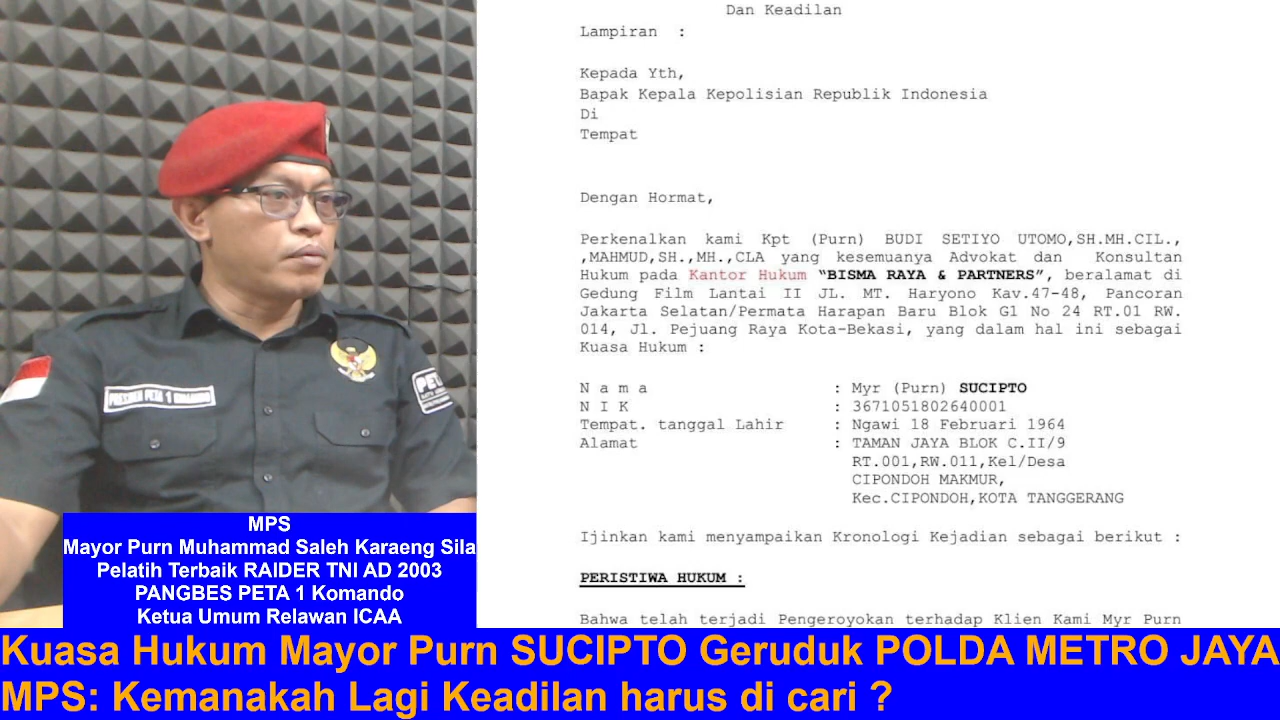 Dan Keadilan
Lampiran :
Kepada Yth,
Bapak Kepala Kepolisian Republik Indonesia
Di
Tempat
Dengan Hormat,
Perkenalkan kami Kpt (Purn) BUDI SETIYO UTOMO,SH.MH.CIL.,
,MAHMUD,SH.,MH.,CLA yang kesemuanya Advokat dan Konsultan
Hukum pada Kantor Hukum “BISMA RAYA & PARTNERS”, beralamat di
Gedung Film Lantai II JL. MT. Haryono Kav.47-48, Pancoran
Jakarta Selatan/Permata Harapan Baru Blok G1 No 24 RT.01 RW.
014, Jl. Pejuang Raya Kota-Bekasi, yang dalam hal ini sebagai
Kuasa Hukum :
N a m a : Myr (Purn) SUCIPTO
N I K : 3671051802640001
Tempat. tanggal Lahir : Ngawi 18 Februari 1964
Alamat : TAMAN JAYA BLOK C.II/9
RT.001,RW.011,Kel/Desa
CIPONDOH MAKMUR,
Kec.CIPONDOH,KOTA TANGGERANG
Ijinkan kami menyampaikan Kronologi Kejadian sebagai berikut :
PERISTIWA HUKUM :
Bahwa telah terjadi Pengeroyokan terhadap Klien Kami Myr Purn
PRESIDEN PETA 1 KOMANDO
PETA
MPS
Mayor Purn Muhammad Saleh Karaeng Sila
Pelatih Terbaik RAIDER TNI AD 2003
PANGBES PETA 1 Komando
Ketua Umum Relawan ICAA
Kuasa Hukum Mayor Purn SUCIPTO Geruduk POLDA METRO JAYA
MPS: Kemanakah Lagi Keadilan harus di cari ?